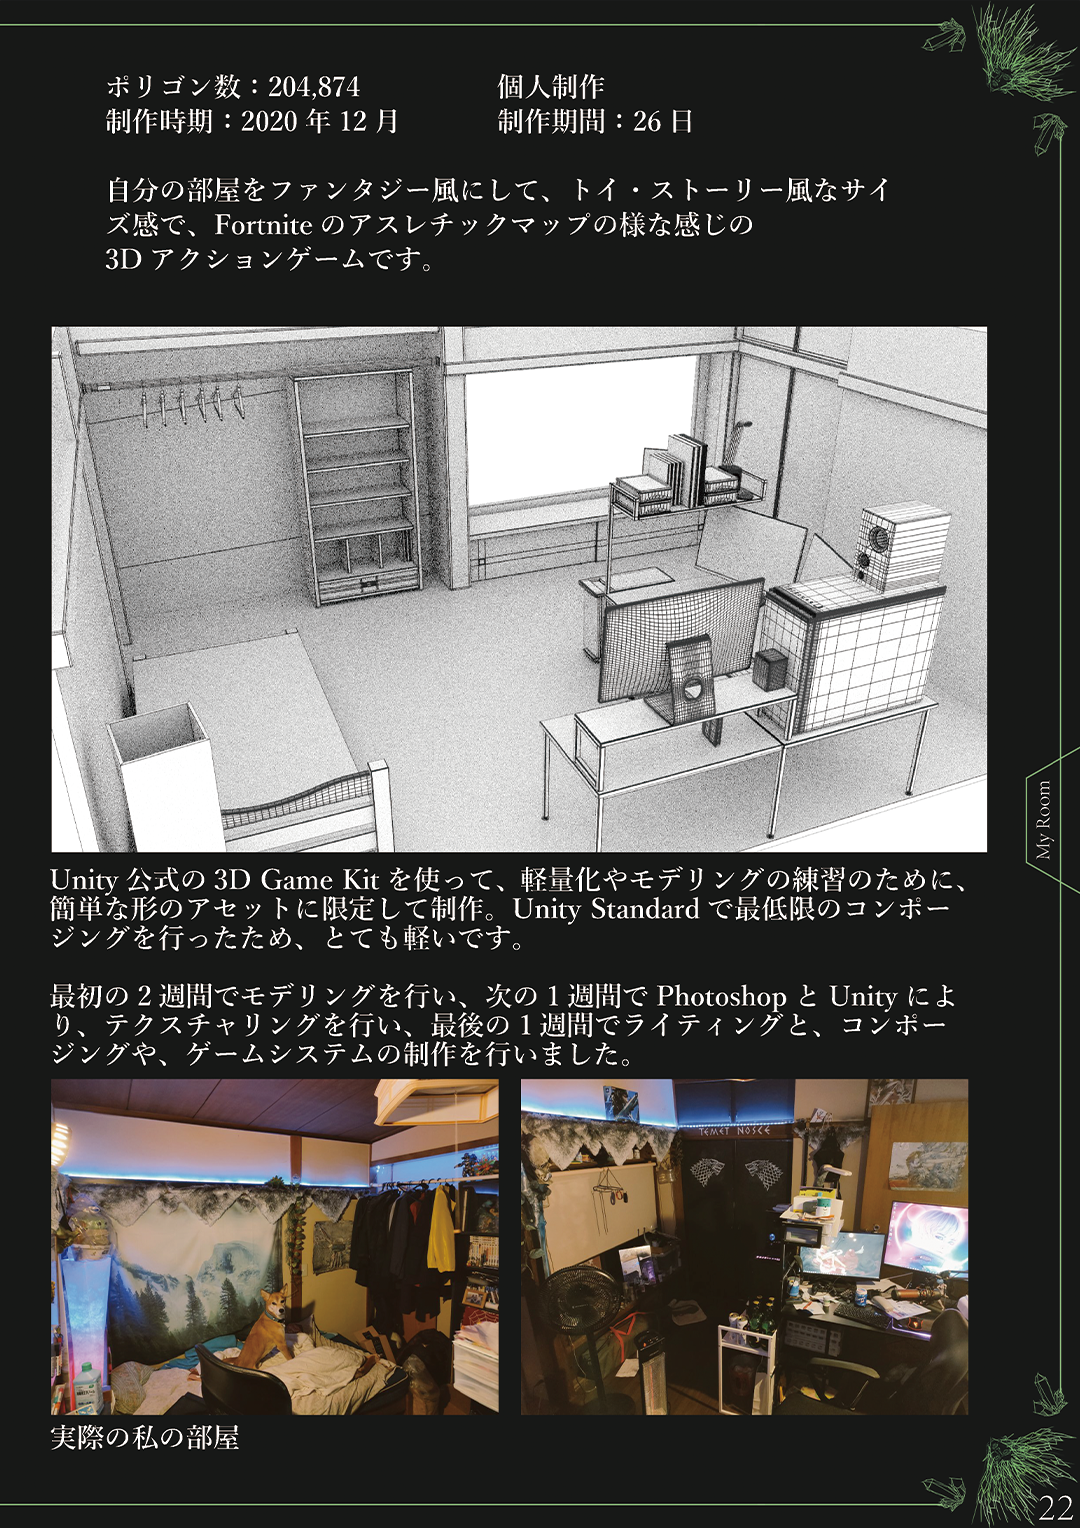 ポリゴン数：204,874
個人制作
制作時期：2020 年 12 月
制作期間：26 日
自分の部屋をファンタジー風にして、トイ・ストーリー風なサイ
ズ感で、Fortnite のアスレチックマップの様な感じの
3D アクションゲームです。
Unity 公式の 3D Game Kit を使って、軽量化やモデリングの練習のために、
簡単な形のアセットに限定して制作。Unity Standard で最低限のコンポー
ジングを行ったため、とても軽いです。
最初の 2 週間でモデリングを行い、次の 1 週間で Photoshop と Unity によ
り、テクスチャリングを行い、最後の 1 週間でライティングと、コンポー
ジングや、ゲームシステムの制作を行いました。
TEMET NOSCE
実際の私の部屋
My Room
22